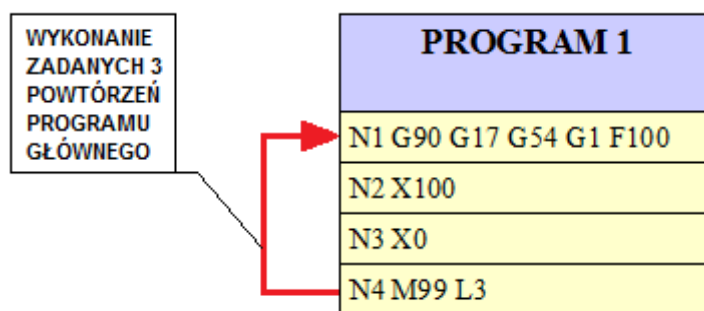 WYKONANIE
ZADANYCH 3
POWTÓRZEŃ
PROGRAMU
GŁÓWNEGO
PROGRAM 1
N1 G90 G17 G54 G1 F100
N2 X100
N3 X0
N4 M99 L3